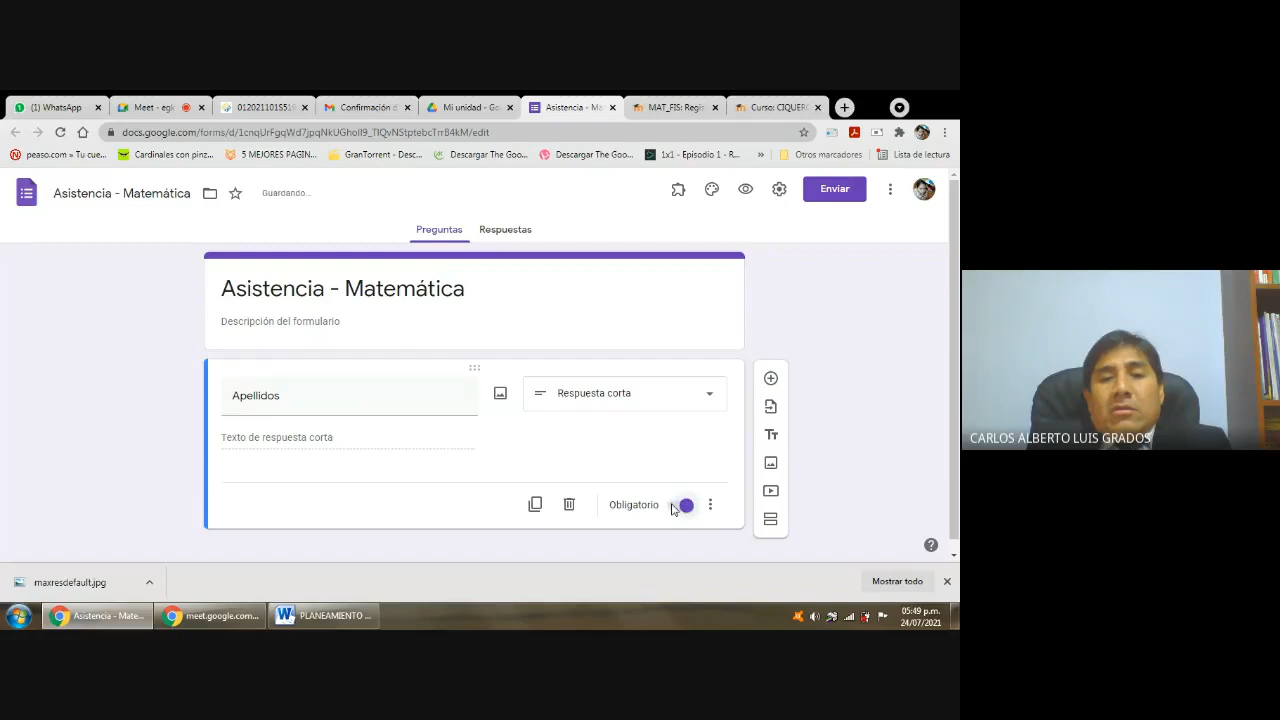 (1) WhatsApp
Meet - egk
012021101S519
Confirmación d
Mi unidad - Go
Asistencia - Mat
MAT_FIS: Regis
Curso: CIQUERC
docs.google.com/forms/d/1cnqUrFgqWd7jpqNkUGhoII9_TlQvNStptebcTrrB4kM/edit
peaso.com » Tu cue...
Cardinales con pinz...
5 MEJORES PAGIN...
GranTorrent - Desc...
Descargar The Goo...
Descargar The Goo...
1x1 - Episodio 1 - R...
»
Otros marcadores
Lista de lectura
Asistencia - Matemática
Guardando...
Enviar
Preguntas
Respuestas
Asistencia - Matemática
Descripción del formulario
Apellidos
Respuesta corta
Texto de respuesta corta
Obligatorio
CARLOS ALBERTO LUIS GRADOS
maxresdefault.jpg
Mostrar todo
Asistencia - Mate...
meet.google.com...
PLANEAMIENTO ...
05:49 p.m.
24/07/2021